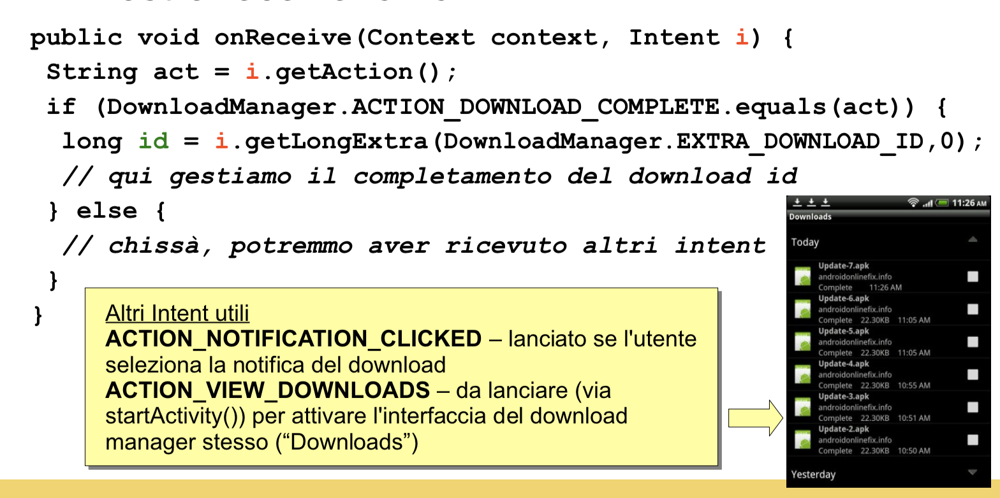 public void onReceive(Context context, Intent i) {
String act = i.getAction();
if (DownloadManager.ACTION_DOWNLOAD_COMPLETE.equals(act)) {
long id = i.getLongExtra(DownloadManager.EXTRA_DOWNLOAD_ID,0);
// qui gestiamo il completamento del download id
} else {
// chissà, potremmo aver ricevuto altri intent
}
}
Altri Intent utili
ACTION_NOTIFICATION_CLICKED – lanciato se l'utente
seleziona la notifica del download
ACTION_VIEW_DOWNLOADS – da lanciare (via
startActivity()) per attivare l'interfaccia del download
manager stesso (“Downloads”)
11:26 AM
Downloads
Today
Update-7.apk
androidonlinefix.info
Complete 11:26 AM
Update-6.apk
androidonlinefix.info
Complete 22.30KB 11:05 AM
Update-5.apk
androidonlinefix.info
Complete 22.30KB 11:05 AM
Update-4.apk
androidonlinefix.info
Complete 22.30KB 10:55 AM
Update-3.apk
androidonlinefix.info
Complete 22.30KB 10:51 AM
Update-2.apk
androidonlinefix.info
Complete 22.30KB 10:50 AM
Yesterday